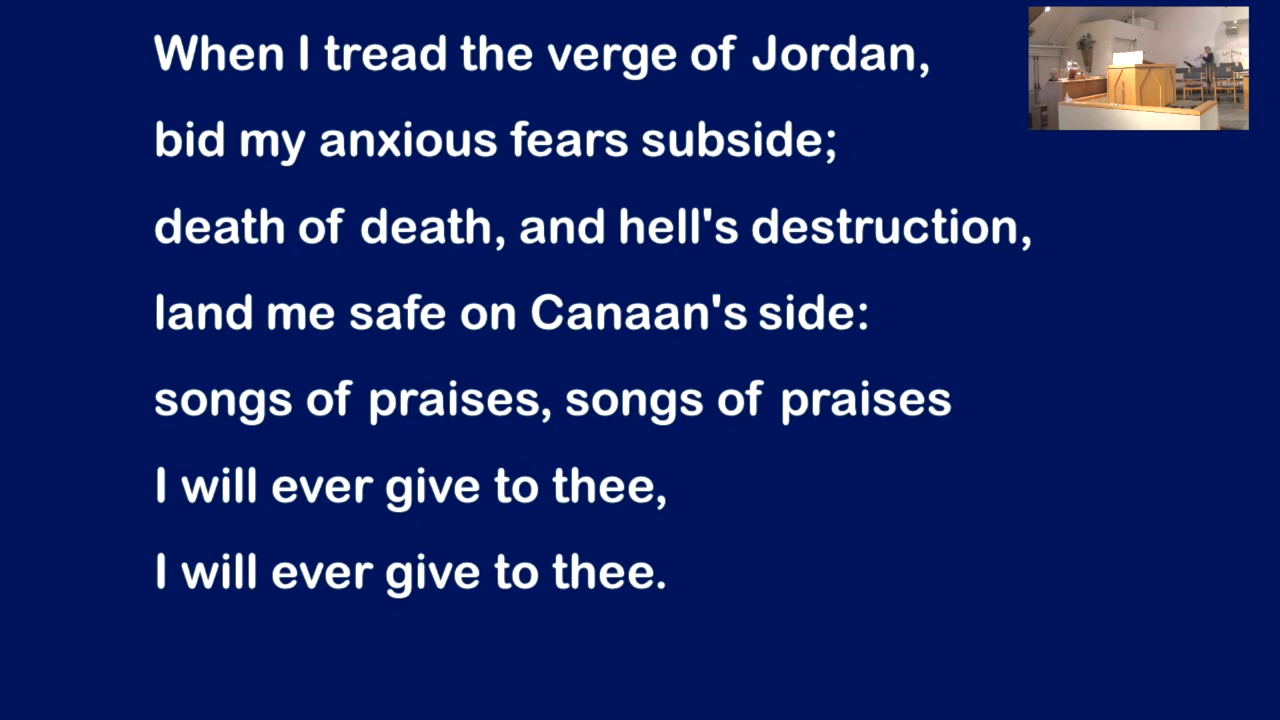 When I tread the verge of Jordan,
bid my anxious fears subside;
death of death, and hell's destruction,
land me safe on Canaan's side:
songs of praises, songs of praises
I will ever give to thee,
I will ever give to thee.